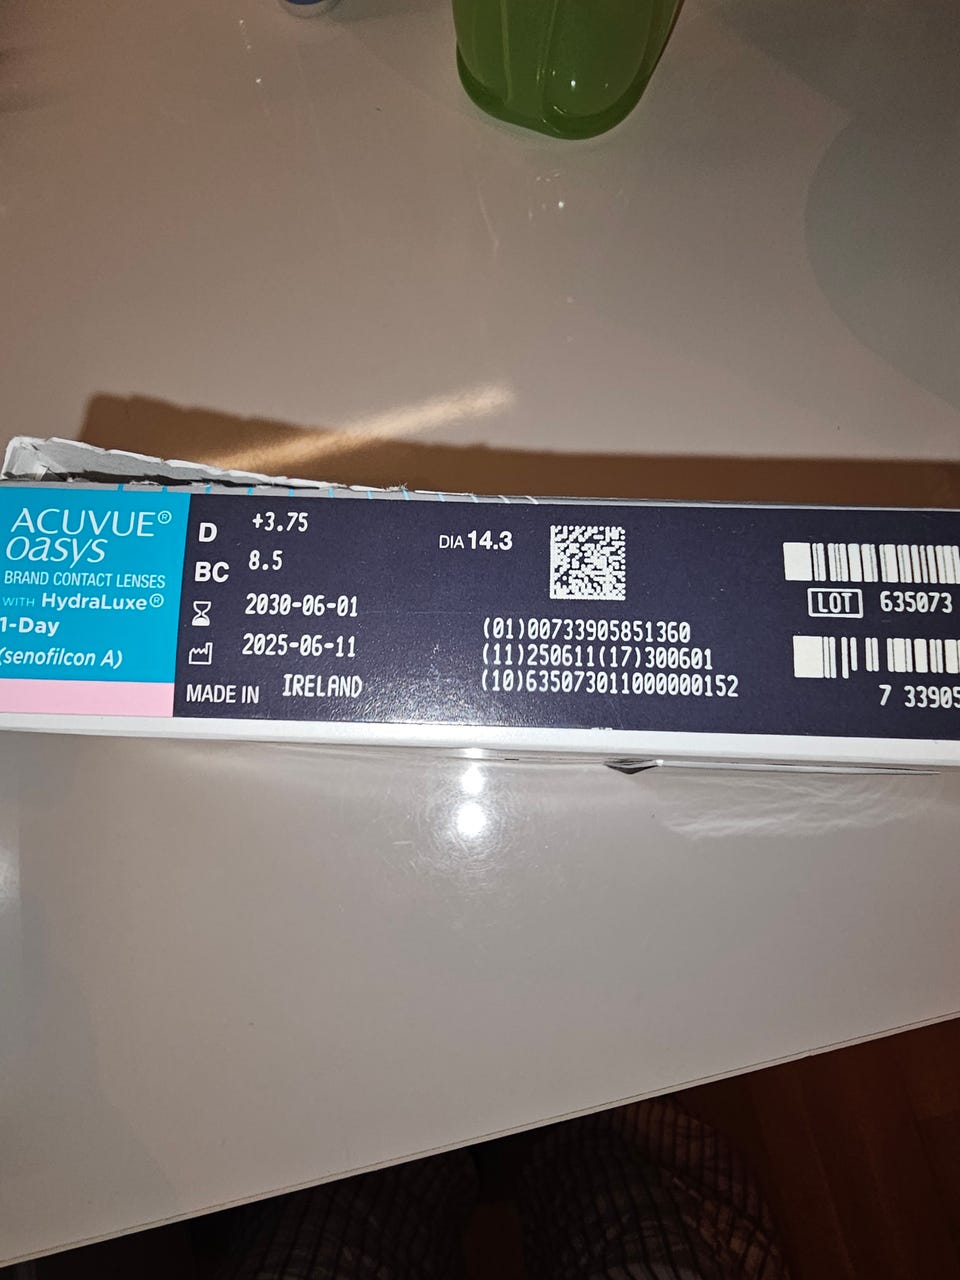 ACUVUE®
oasys
BRAND CONTACT LENSES
WITH HydraLuxe®
1-Day
(senofilcon A)
D +3.75
BC 8.5
2030-06-01
2025-06-11
MADE IN IRELAND
DIA 14.3
(01)00733905851360
(11)250611(17)300601
(10)635073011000000152
LOT 635073
7 33905